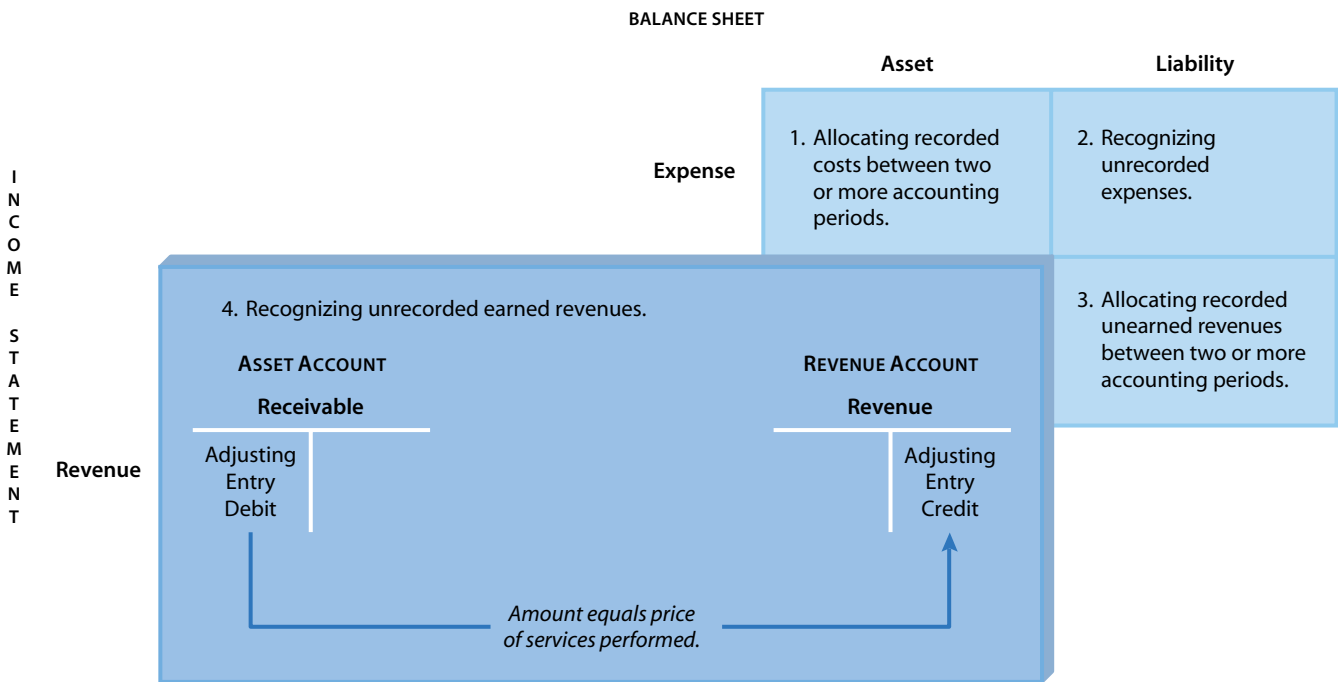 BALANCE SHEET
Asset
Liability
INCOME STATEMENT
Expense
1. Allocating recorded
costs between two
or more accounting
periods.
2. Recognizing
unrecorded
expenses.
3. Allocating recorded
unearned revenues
between two or more
accounting periods.
Revenue
4. Recognizing unrecorded earned revenues.
ASSET ACCOUNT
Receivable
Adjusting
Entry
Debit
REVENUE ACCOUNT
Revenue
Adjusting
Entry
Credit
Amount equals price
of services performed.